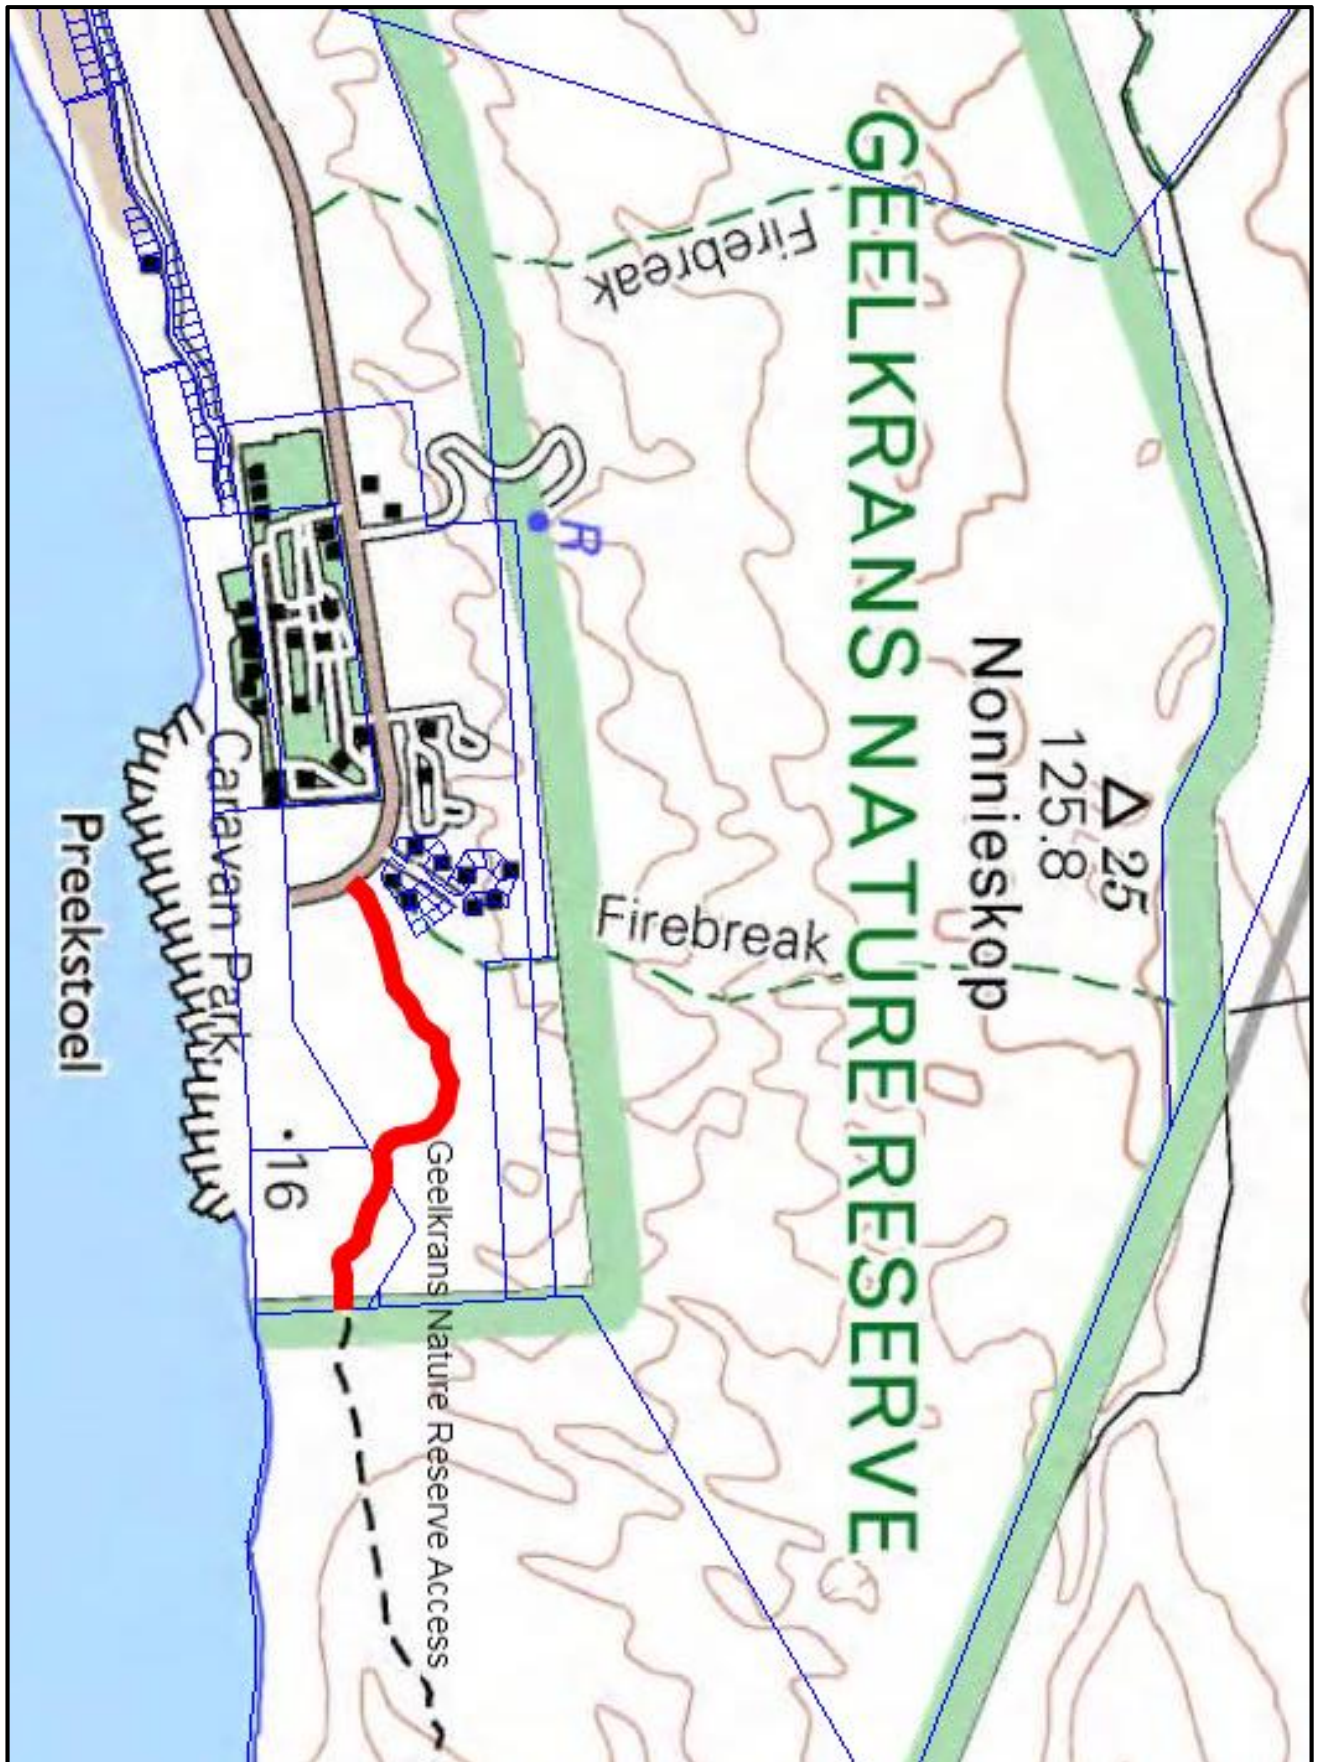 GEELKRANS NATURE RESERVE
Firebreak
R
△ 25
125.8
Nonnieskop
Firebreak
Caravan Park
Preekstoel
• 16
Geelkrans Nature Reserve Access